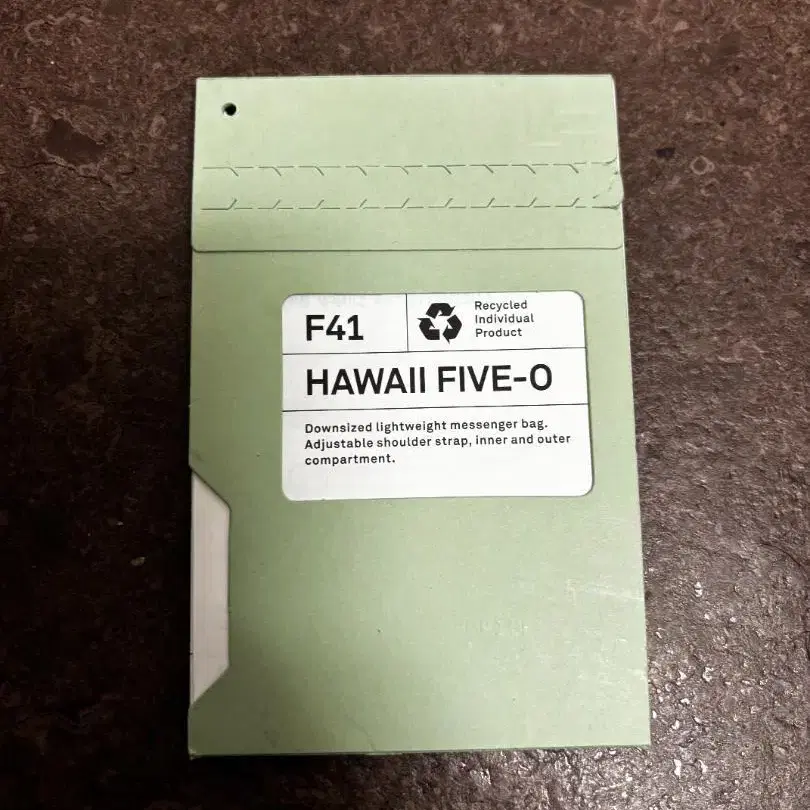 F41
Recycled
Individual
Product
HAWAII FIVE-O
Downsized lightweight messenger bag.
Adjustable shoulder strap, inner and outer
compartment.